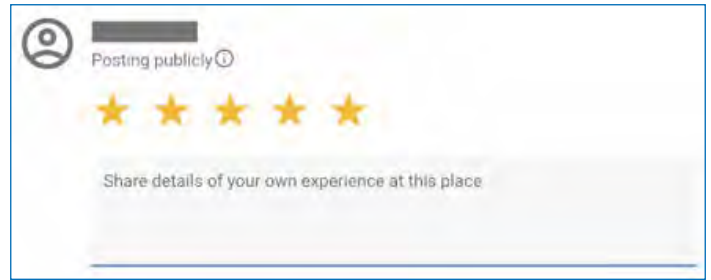 Posting publicly
Share details of your own experience at this place